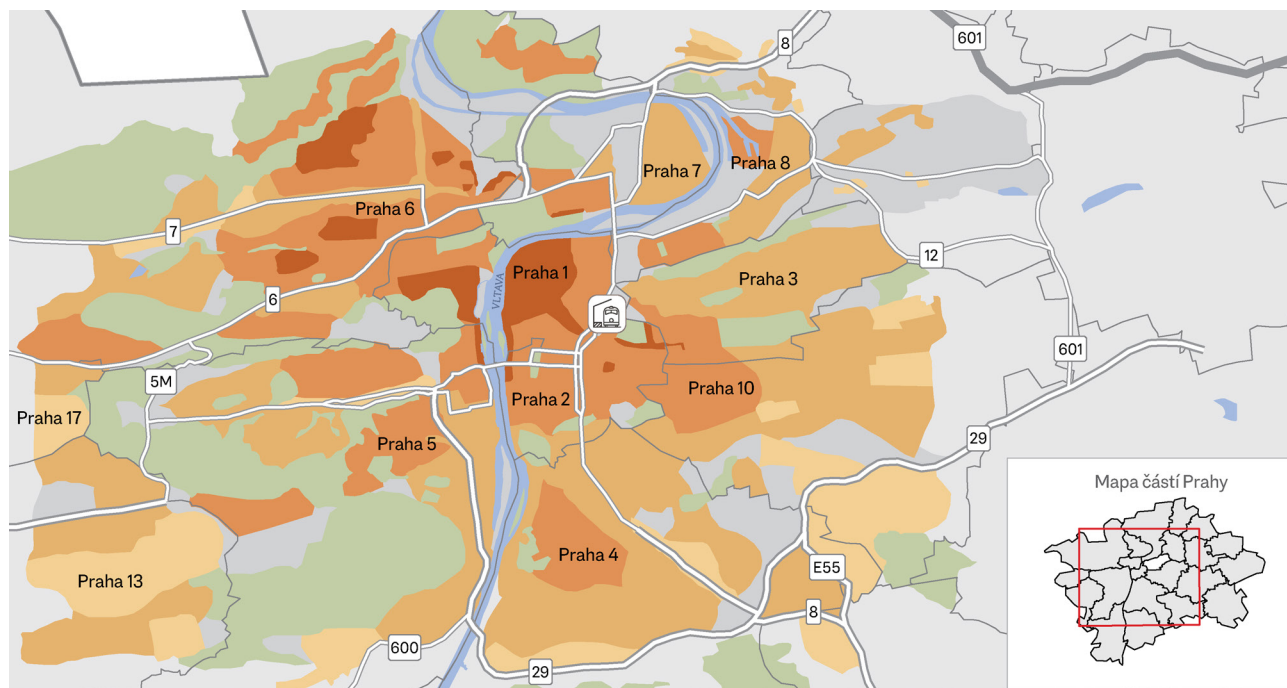 8
601
Praha 7
Praha 8
Praha 6
7
12
Praha 1
Praha 3
VLTAVA
6
601
5M
Praha 10
Praha 2
Praha 17
Praha 5
29
Mapa částí Prahy
Praha 4
E55
Praha 13
8
600
29